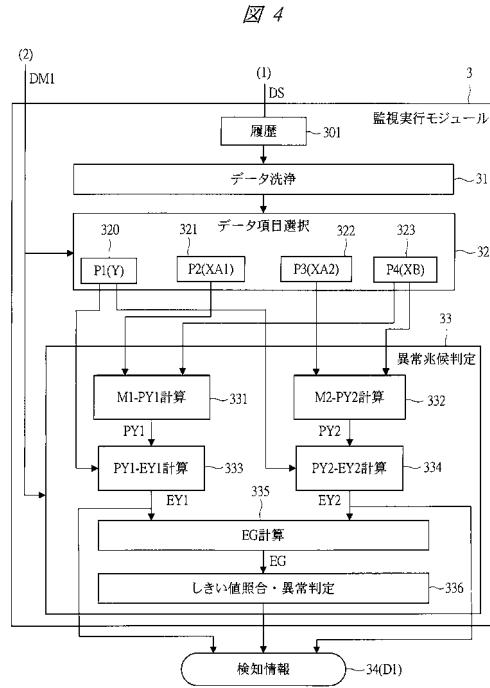 図 4
(2)
DM1
(1)
DS
3
監視実行モジュール
履歴
301
データ洗浄
31
データ項目選択
320
321
322
323
32
P1(Y)
P2(XA1)
P3(XA2)
P4(XB)
33
異常兆候判定
M1-PY1計算
331
M2-PY2計算
332
PY1
PY2
PY1-EY1計算
333
PY2-EY2計算
334
EY1
335
EY2
EG計算
EG
しきい値照合・異常判定
336
検知情報
34(D1)